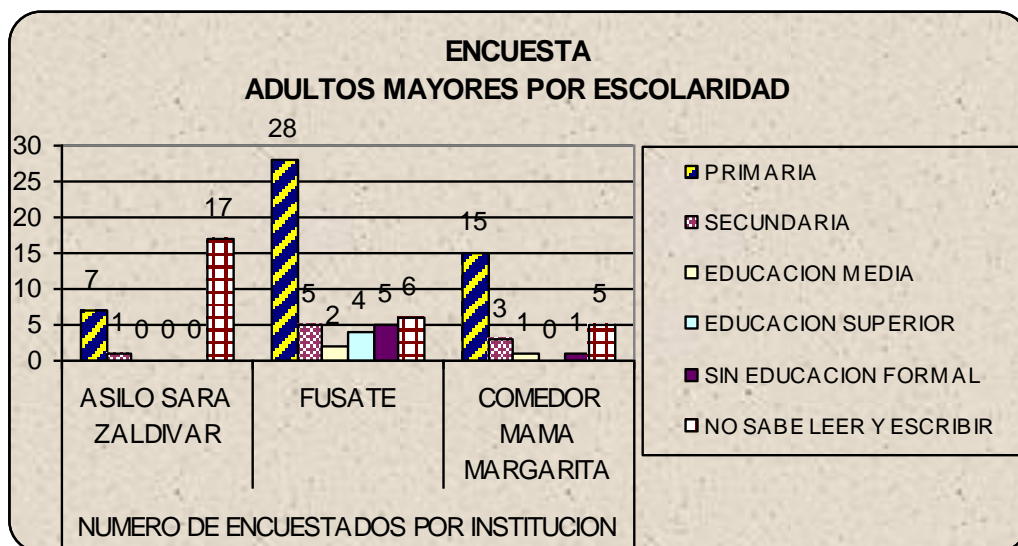 ENCUESTA
ADULTOS MAYORES POR ESCOLARIDAD
30
25
20
15
10
5
0
7
1
0
0
0
17
28
5
2
4
5
6
15
3
1
0
1
5
ASILO SARA
ZALDIVAR
FUSATE
COMEDOR
MAMA
MARGARITA
NUMERO DE ENCUESTADOS POR INSTITUCION
PRIMARIA
SECUNDARIA
EDUCACION MEDIA
EDUCACION SUPERIOR
SIN EDUCACION FORMAL
NO SABE LEER Y ESCRIBIR